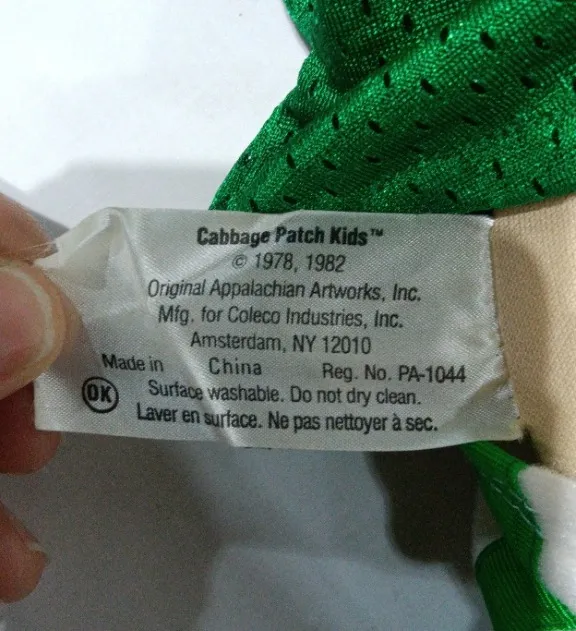 Cabbage Patch Kids™
© 1978, 1982
Original Appalachian Artworks, Inc.
Mfg. for Coleco Industries, Inc.
Amsterdam, NY 12010
Made in China Reg. No. PA-1044
OK Surface washable. Do not dry clean.
Laver en surface. Ne pas nettoyer à sec.